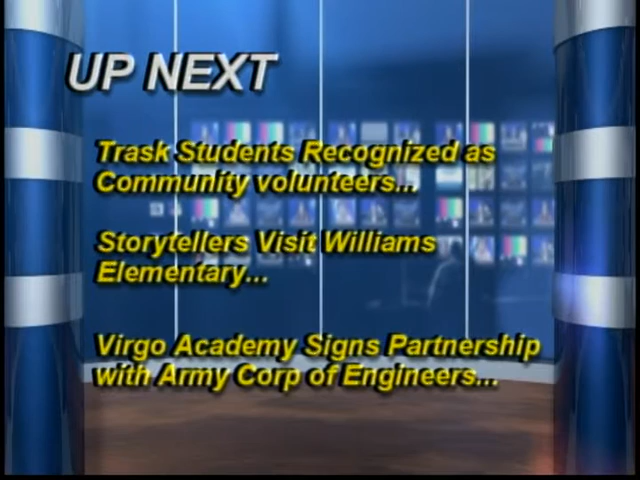 UP NEXT
Trask Students Recognized as
Community volunteers...
Storytellers Visit Williams
Elementary...
Virgo Academy Signs Partnership
with Army Corp of Engineers...